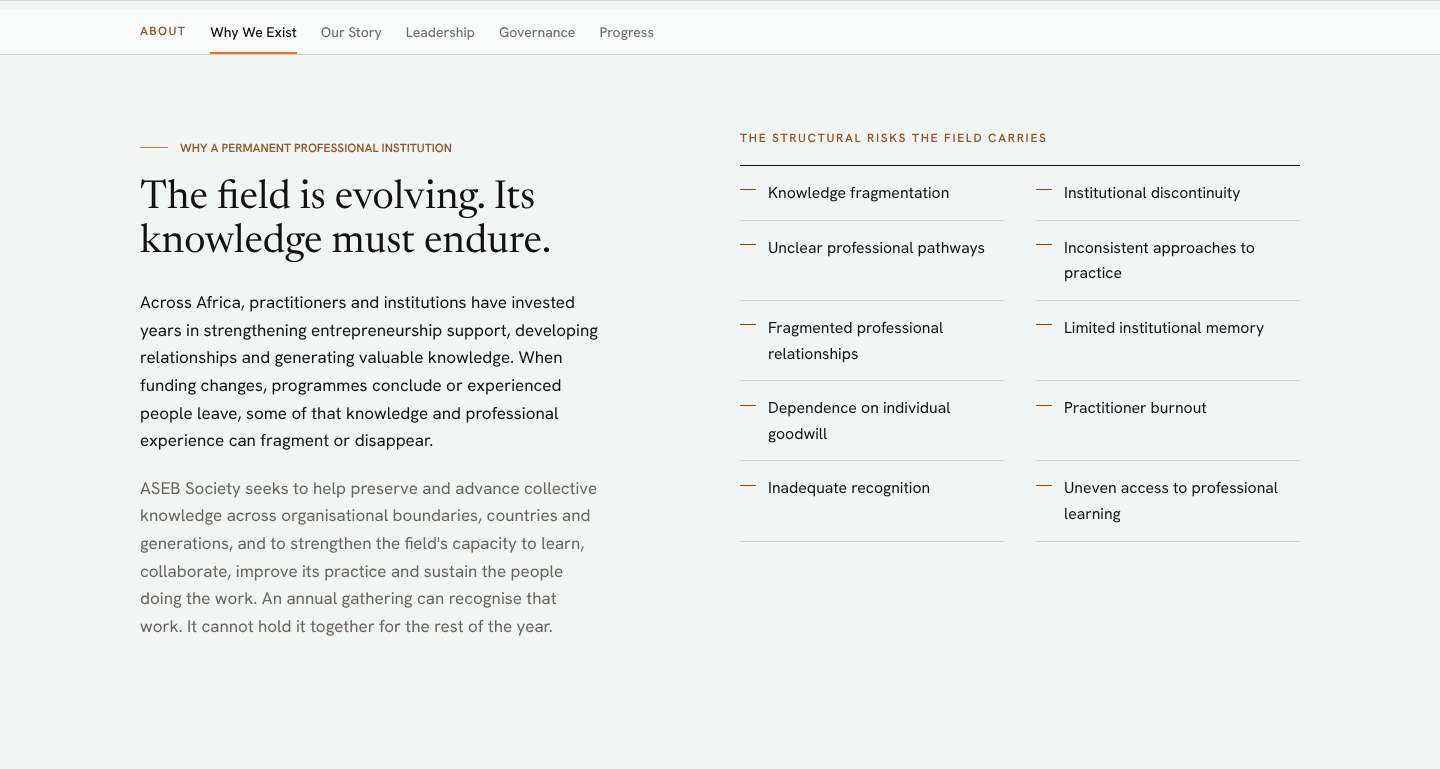 ABOUT
Why We Exist
Our Story
Leadership
Governance
Progress
WHY A PERMANENT PROFESSIONAL INSTITUTION
The field is evolving. Its
knowledge must endure.
Across Africa, practitioners and institutions have invested
years in strengthening entrepreneurship support, developing
relationships and generating valuable knowledge. When
funding changes, programmes conclude or experienced
people leave, some of that knowledge and professional
experience can fragment or disappear.
ASEB Society seeks to help preserve and advance collective
knowledge across organisational boundaries, countries and
generations, and to strengthen the field's capacity to learn,
collaborate, improve its practice and sustain the people
doing the work. An annual gathering can recognise that
work. It cannot hold it together for the rest of the year.
THE STRUCTURAL RISKS THE FIELD CARRIES
Knowledge fragmentation
Institutional discontinuity
Unclear professional pathways
Inconsistent approaches to
practice
Fragmented professional
relationships
Limited institutional memory
Dependence on individual
goodwill
Practitioner burnout
Inadequate recognition
Uneven access to professional
learning